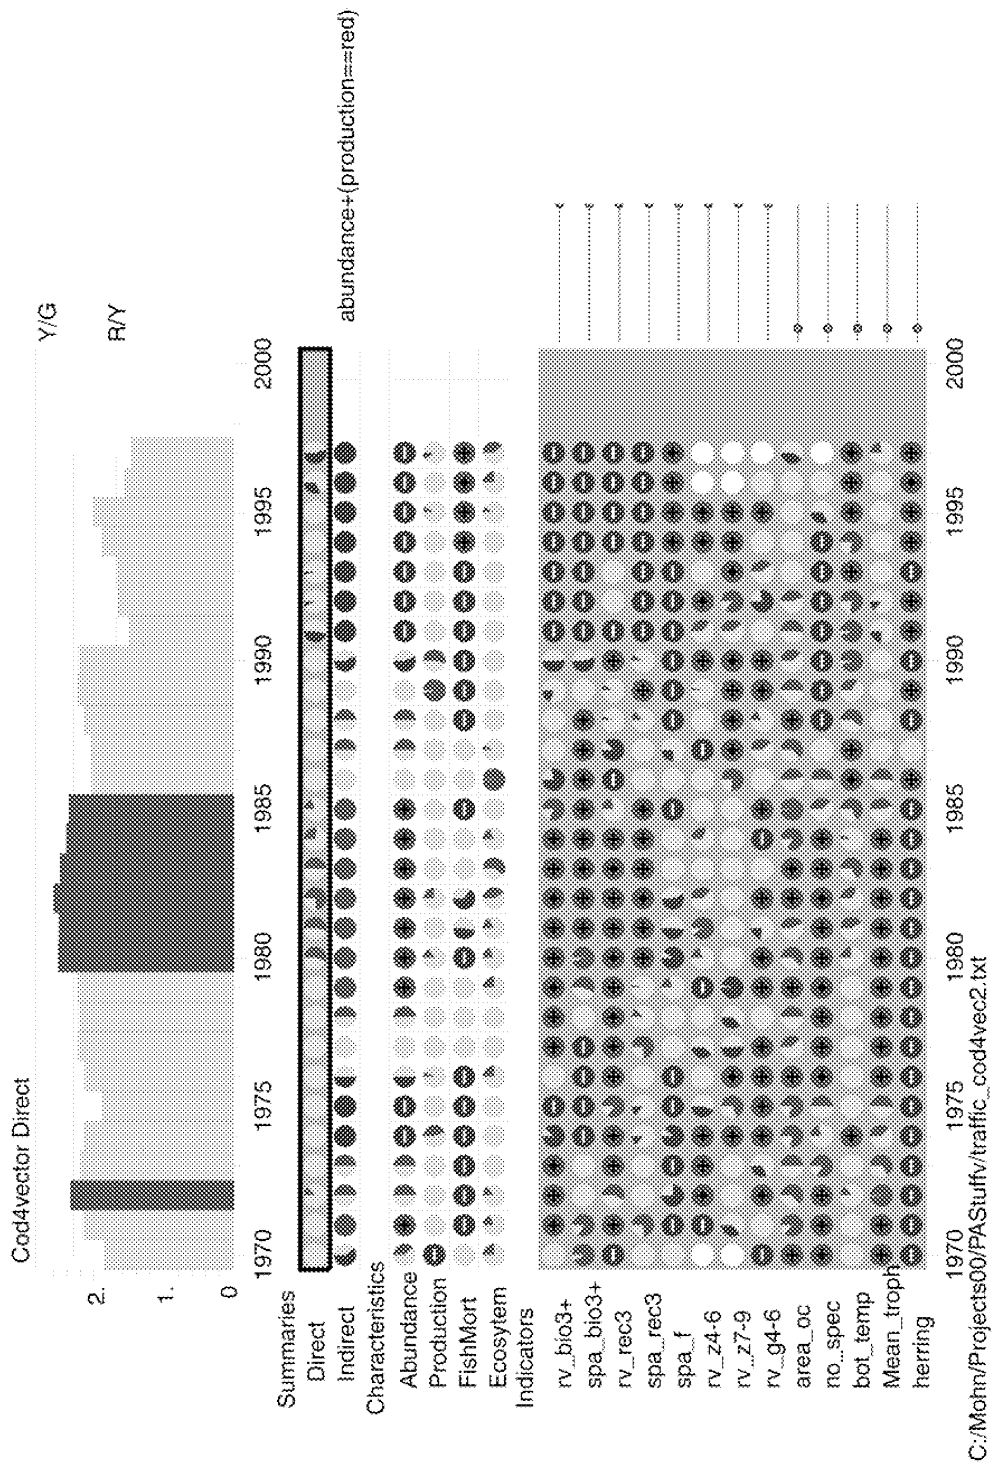 Cod4vector Direct
Y/G
R/Y
2.
1.
0
1970 1975 1980 1985 1990 1995 2000
Summaries
Direct
Indirect abundance+(production==red)
Characteristics
Abundance
Production
FishMort
Ecosytem
Indicators
rv_bio3+
spa_bio3+
rv_rec3
spa_rec3
spa_f
rv_z4-6
rv_z7-9
rv_g4-6
area_oc
no_spec
bot_temp
Mean_troph
herring
1970 1975 1980 1985 1990 1995 2000
C:/Mohn/Projects00/PAStuffv/traffic_cod4vec2.txt